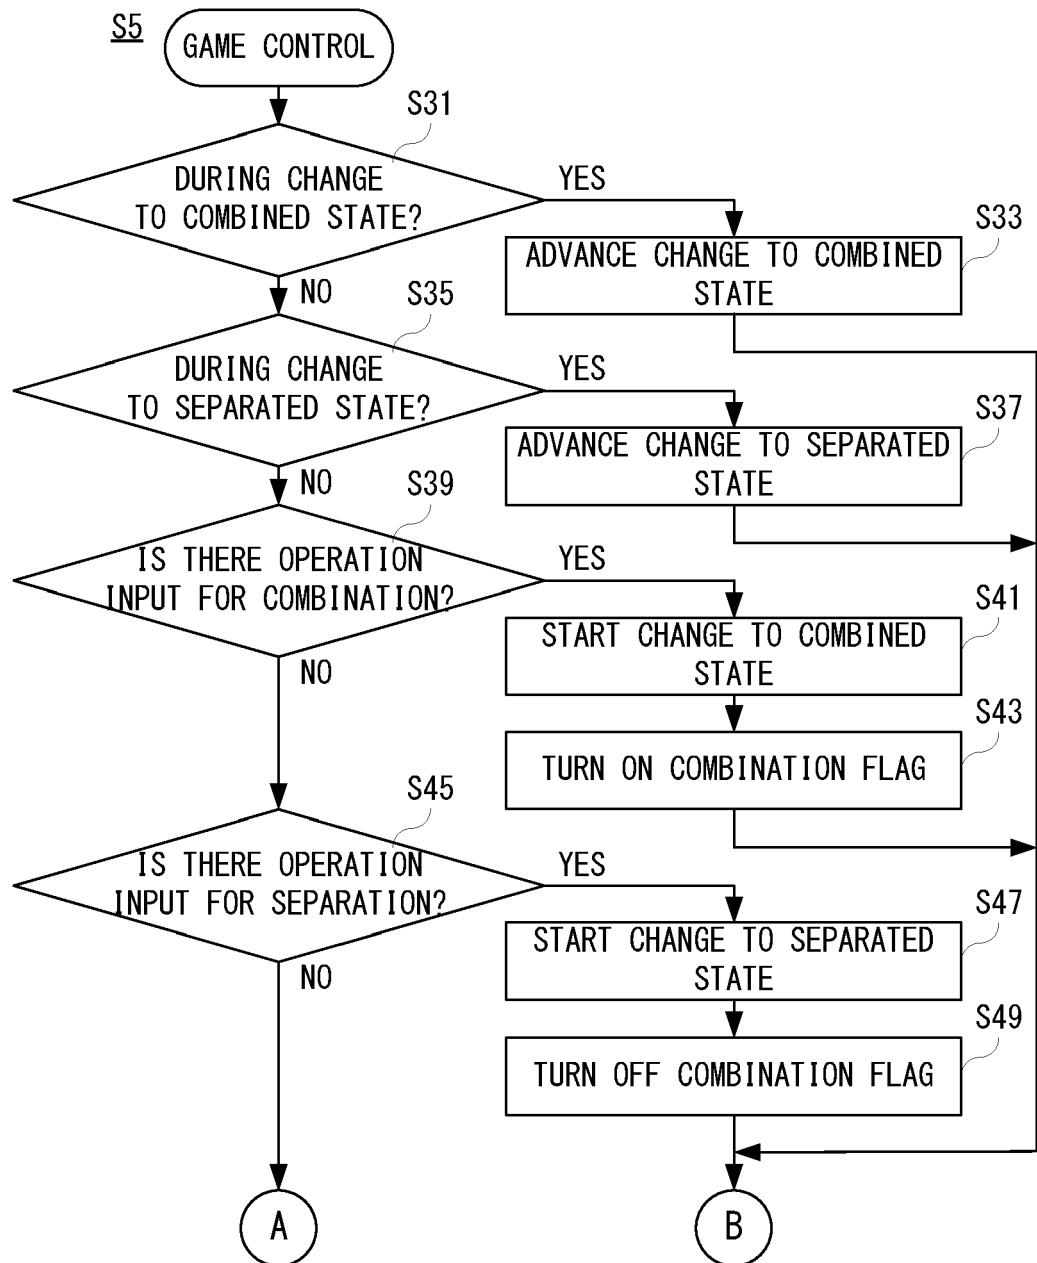 S5
GAME CONTROL
S31
DURING CHANGE
TO COMBINED STATE?
YES
S33
ADVANCE CHANGE TO COMBINED
STATE
NO
S35
DURING CHANGE
TO SEPARATED STATE?
YES
S37
ADVANCE CHANGE TO SEPARATED
STATE
NO
S39
IS THERE OPERATION
INPUT FOR COMBINATION?
YES
S41
START CHANGE TO COMBINED
STATE
NO
S43
TURN ON COMBINATION FLAG
S45
IS THERE OPERATION
INPUT FOR SEPARATION?
YES
S47
START CHANGE TO SEPARATED
STATE
NO
S49
TURN OFF COMBINATION FLAG
A
B